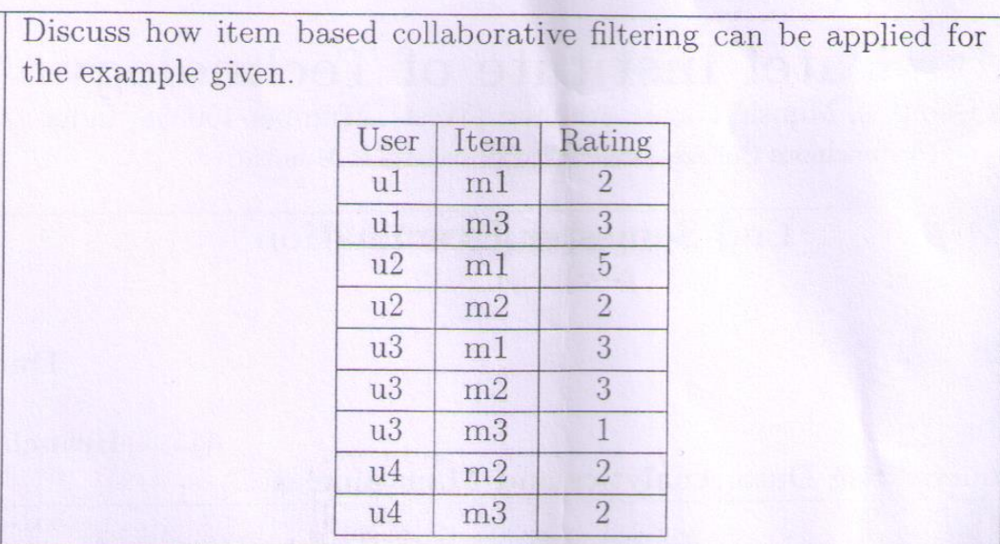 Discuss how item based collaborative filtering can be applied for
the example given.
User Item Rating
u1 m1 2
u1 m3 3
u2 m1 5
u2 m2 2
u3 m1 3
u3 m2 3
u3 m3 1
u4 m2 2
u4 m3 2